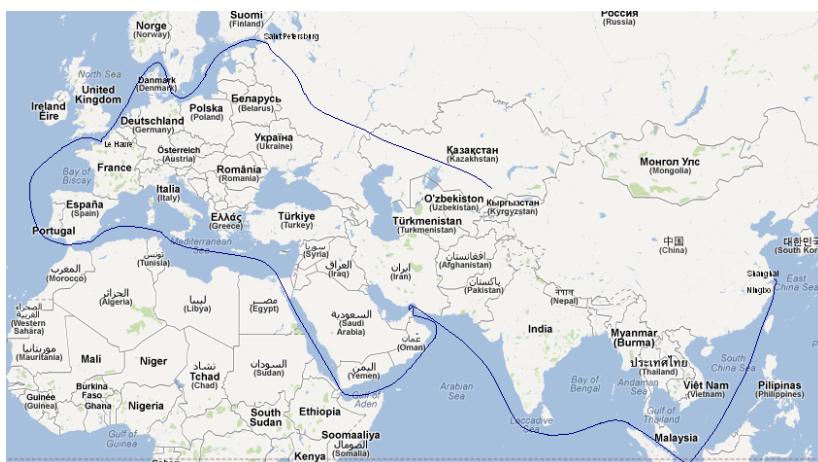 Suomi
(Finland)
Россия
(Russia)
Norge
(Norway)
Saint Petersburg
North Sea
Danmark
(Denmark)
United
Kingdom
Ireland
Éire
Polska
(Poland)
Беларусь
(Belarus)
Deutschland
(Germany)
Le Havre
Україна
(Ukraine)
Österreich
(Austria)
Қазақстан
(Kazakhstan)
Монгол Улс
(Mongolia)
France
Bay of
Biscay
România
(Romania)
Italia
(Italy)
España
(Spain)
Portugal
Ελλάς
(Greece)
Türkiye
(Turkey)
O'zbekiston
(Uzbekistan)
Кыргызстан
(Kyrgyzstan)
Türkmenistan
(Turkmenistan)
Mediterranean
Sea
中国
(China)
대한민국
(South Kor
تونس
(Tunisia)
سوريا
(Syria)
العراق
(Iraq)
ايران
(Iran)
افغانستان
(Afghanistan)
پاکستان
(Pakistan)
المغرب
(Morocco)
الجزائر
(Algeria)
ليبيا
(Libya)
مصر
(Egypt)
नेपाल
(Nepal)
Shanghai
Ningbo
East
China Sea
الصحراء
الغربية
(Western
Sahara)
السعودية
(Saudi
Arabia)
عمان
(Oman)
India
Myanmar
(Burma)
موريتانيا
(Mauritania)
Mali
Niger
تشاد
Tchad
(Chad)
السودان
(Sudan)
اليمن
(Yemen)
Gulf of
Aden
Arabian
Sea
Bay of
Bengal
Andaman
Sea
ประเทศไทย
(Thailand)
Việt Nam
(Vietnam)
South
China Sea
Pilipinas
(Philippines)
Guinée
(Guinea)
Burkina
Faso
Ghana
Nigeria
South
Sudan
Ethiopia
Soomaaliya
الصومال
(Somalia)
Kenya
Gulf of
Guinea
Laccadive
Sea
Gulf of
Thailand
Malaysia